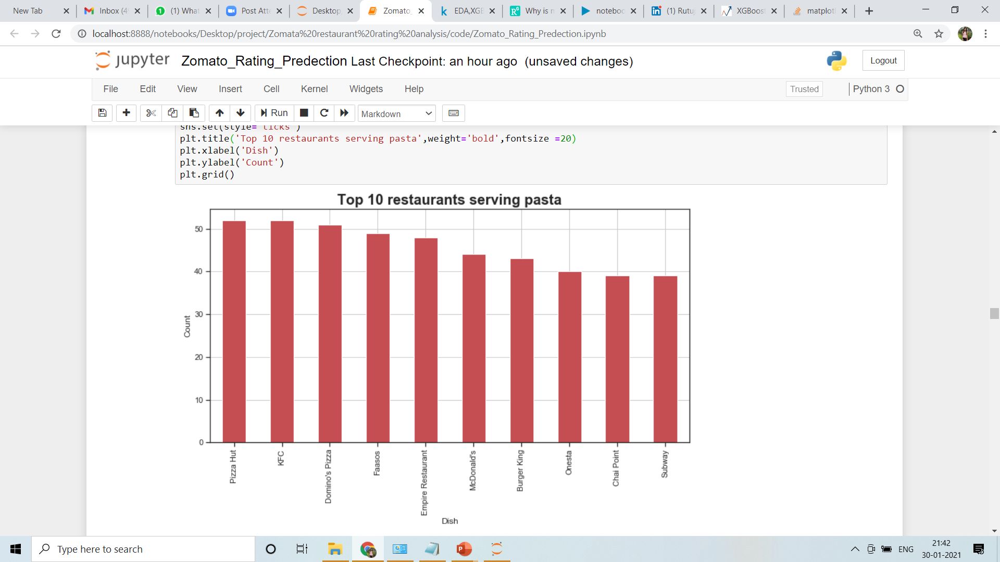 New Tab
Inbox (4
(1) What
Post Atte
Desktop
Zomato_
EDA,XGB
Why is n
noteboo
(1) Rutu
XGBoost
matplotl
localhost:8888/notebooks/Desktop/project/Zomata%20restaurant%20rating%20analysis/code/Zomato_Rating_Predection.ipynb
jupyter Zomato_Rating_Predection Last Checkpoint: an hour ago (unsaved changes)
Logout
File Edit View Insert Cell Kernel Widgets Help
Trusted
Python 3
Run
Markdown
sns.set(style='ticks')
plt.title('Top 10 restaurants serving pasta',weight='bold',fontsize =20)
plt.xlabel('Dish')
plt.ylabel('Count')
plt.grid()
Top 10 restaurants serving pasta
50
40
30
20
10
0
Count
Pizza Hut
KFC
Domino's Pizza
Faasos
Empire Restaurant
McDonald's
Burger King
Onesta
Chai Point
Subway
Dish
Type here to search
ENG
21:42
30-01-2021